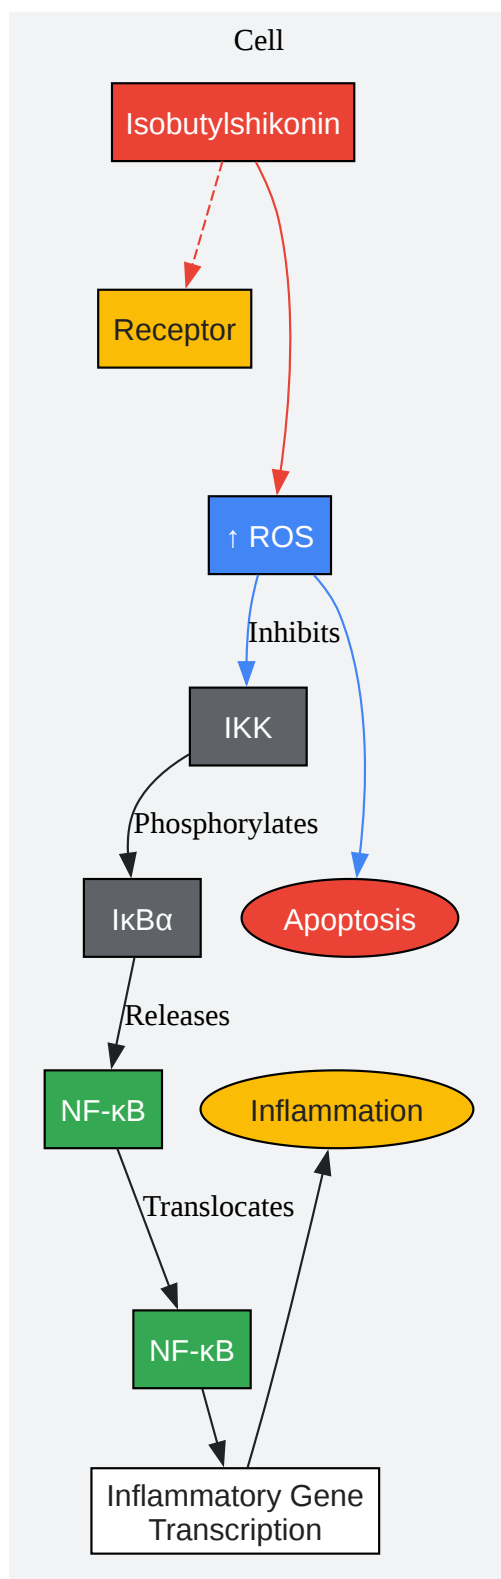 Cell
Isobutylshikonin
Receptor
↑ ROS
Inhibits
IKK
Phosphorylates
IκBα
Apoptosis
Releases
NF-κB
Inflammation
Translocates
NF-κB
Inflammatory Gene
Transcription